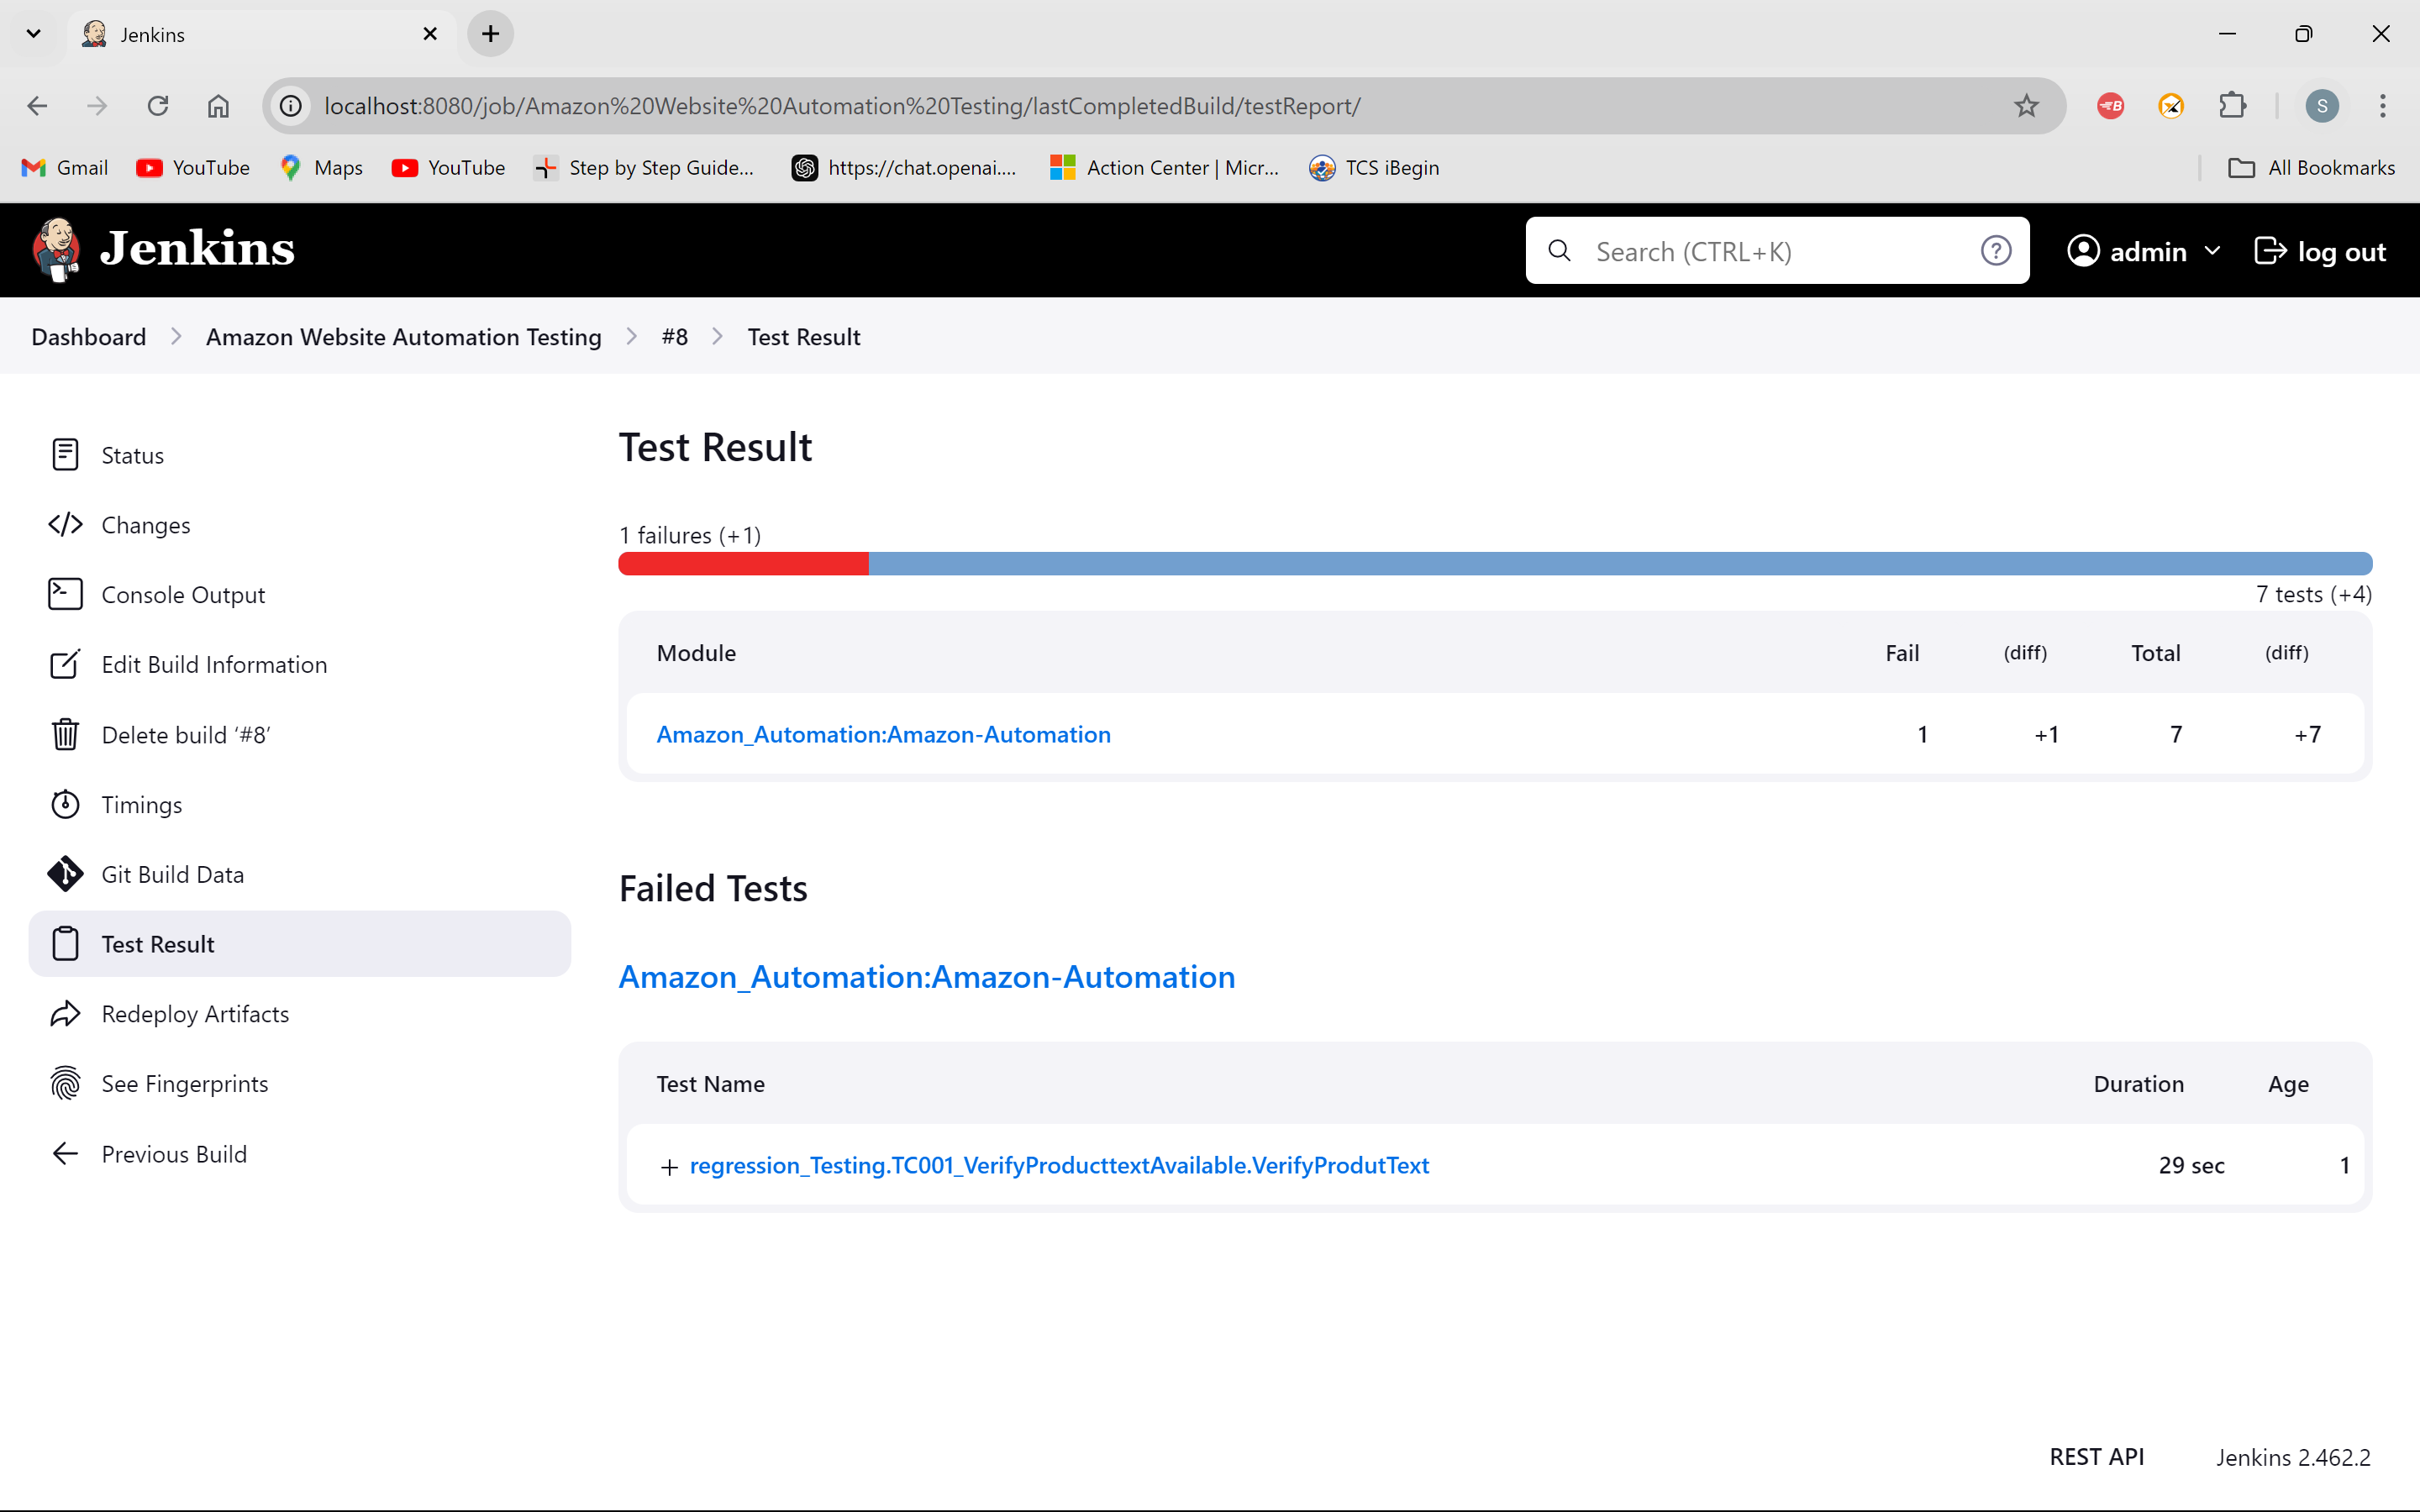 Jenkins
localhost:8080/job/Amazon%20Website%20Automation%20Testing/lastCompletedBuild/testReport/
S
Gmail YouTube Maps YouTube Step by Step Guide... https://chat.openai.... Action Center | Micr... TCS iBegin All Bookmarks
Jenkins Search (CTRL+K) admin log out
Dashboard Amazon Website Automation Testing #8 Test Result
Status
Changes
Console Output
Edit Build Information
Delete build ‘#8’
Timings
Git Build Data
Test Result
Redeploy Artifacts
See Fingerprints
Previous Build
Test Result
1 failures (+1)
7 tests (+4)
Module Fail (diff) Total (diff)
Amazon_Automation:Amazon-Automation 1 +1 7 +7
Failed Tests
Amazon_Automation:Amazon-Automation
Test Name Duration Age
regression_Testing.TC001_VerifyProducttextAvailable.VerifyProdutText 29 sec 1
REST API Jenkins 2.462.2